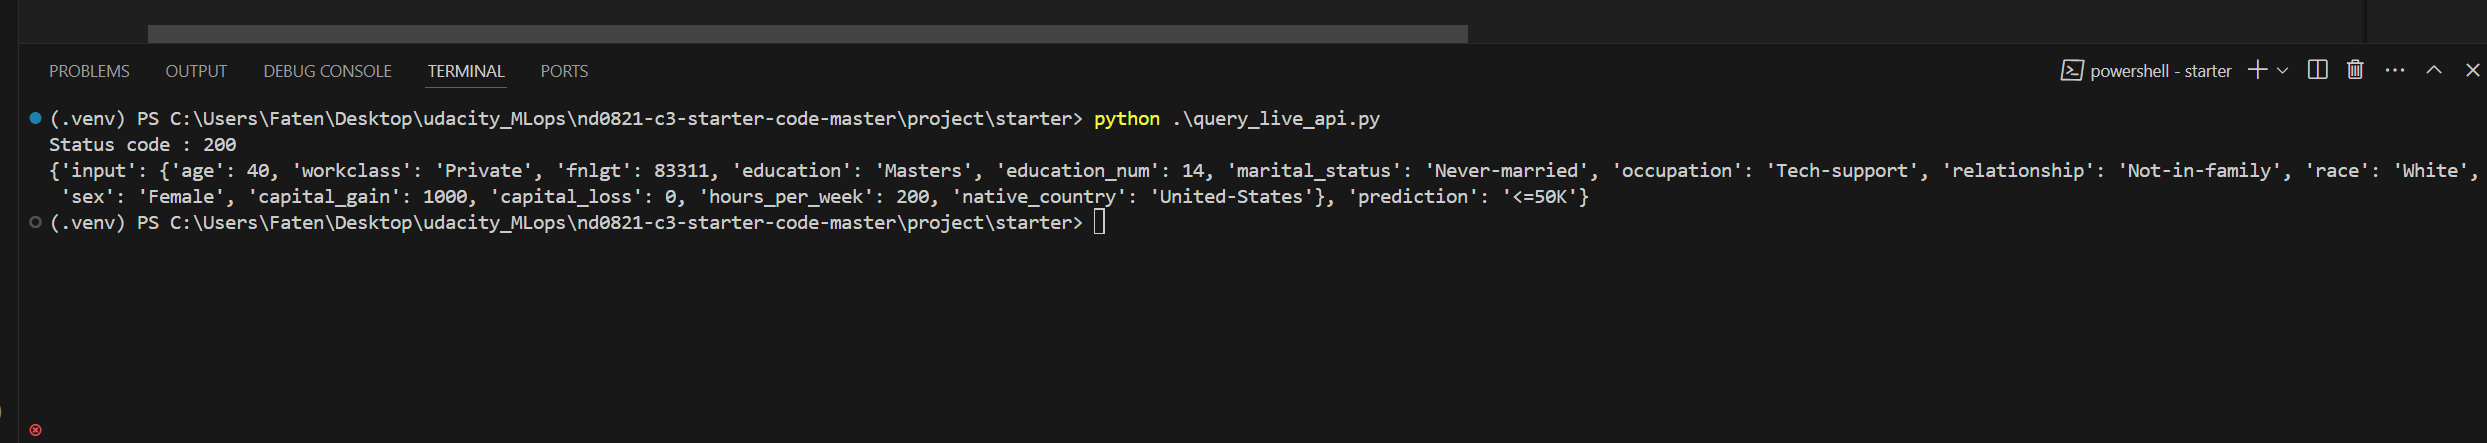 PROBLEMS OUTPUT DEBUG CONSOLE TERMINAL PORTS powershell - starter
(.venv) PS C:\Users\Faten\Desktop\udacity_MLops\nd0821-c3-starter-code-master\project\starter> python .\query_live_api.py
Status code : 200
{'input': {'age': 40, 'workclass': 'Private', 'fnlgt': 83311, 'education': 'Masters', 'education_num': 14, 'marital_status': 'Never-married', 'occupation': 'Tech-support', 'relationship': 'Not-in-family', 'race': 'White',
'sex': 'Female', 'capital_gain': 1000, 'capital_loss': 0, 'hours_per_week': 200, 'native_country': 'United-States'}, 'prediction': '<=50K'}
(.venv) PS C:\Users\Faten\Desktop\udacity_MLops\nd0821-c3-starter-code-master\project\starter>